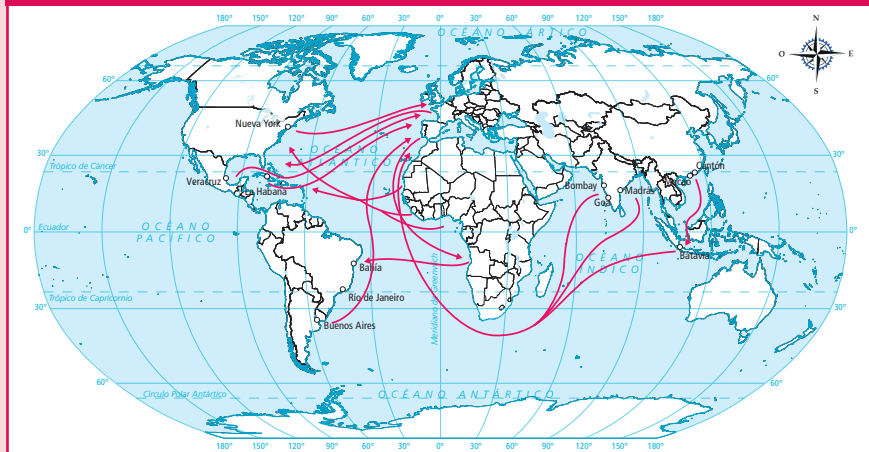 180° 150° 120° 90° 60° 30° 0° 30° 60° 90° 120° 150° 180°
N
O E
S
OCÉANO ÁRTICO
60° 60°
Nueva York
OCÉANO
ATLÁNTICO
30° 30°
Trópico de Cáncer
Cantón
Macao
Veracruz
La Habana
Bombay
Madrás
Goa
Ecuador
0° 0°
OCÉANO
PACÍFICO
Batavia
OCÉANO
ÍNDICO
Bahía
Meridiano de Greenwich
Trópico de Capricornio
Río de Janeiro
30° 30°
Buenos Aires
60° 60°
Círculo Polar Antártico
OCÉANO ANTÁRTICO
180° 150° 120° 90° 60° 30° 0° 30° 60° 90° 120° 150° 180°